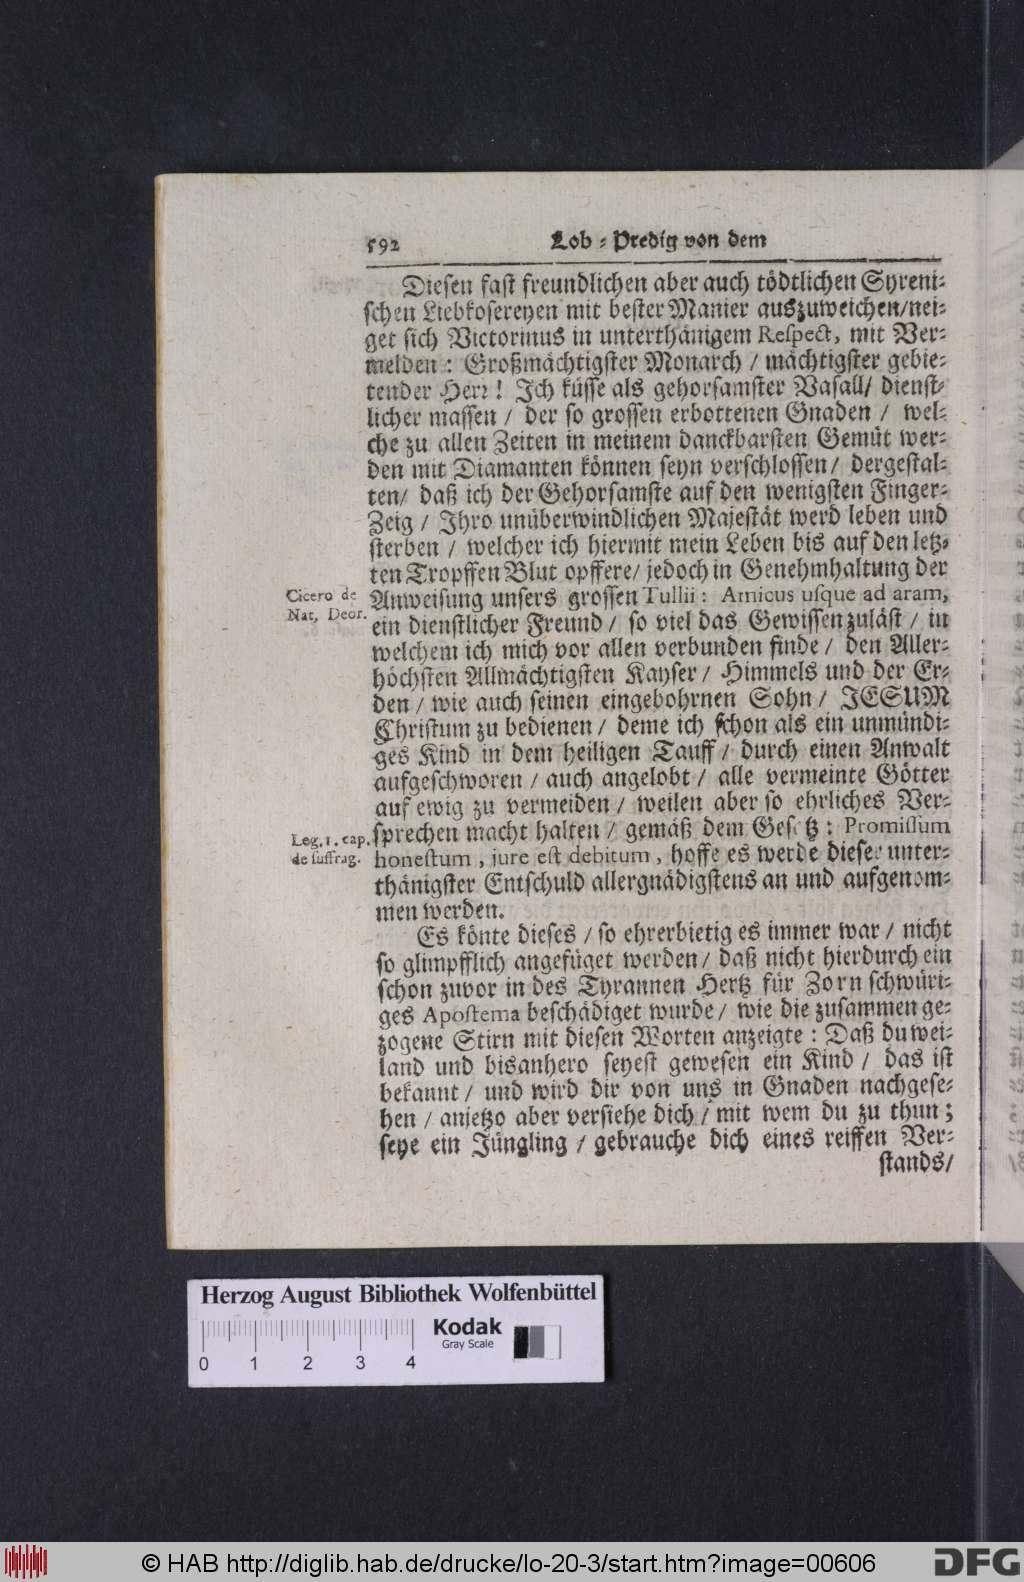 592 Lob-Predig von dem
Diesen fast freundlichen aber auch tödtlichen Syreni-
schen Liebkosereyen mit bester Manier auszuweichen/nei-
get sich Victorinus in unterthänigem Respect, mit Ver-
melden: Großmächtigster Monarch / mächtigster gebie-
tender Herr! Ich küsse als gehorsamster Vasall/ dienst-
licher massen / der so grossen erbottenen Gnaden / wel-
che zu allen Zeiten in meinem danckbarsten Gemüt wer-
den mit Diamanten können seyn verschlossen/ dergestal-
ten/ daß ich der Gehorsamste auf den wenigsten Finger-
Zeig / Ihro unüberwindlichen Majestät werd leben und
sterben / welcher ich hiermit mein Leben bis auf den letz-
ten Tropffen Blut opffere/ jedoch in Genehmhaltung der
Cicero de
Nat, Deor.
Anweisung unsers grossen Tullii: Amicus usque ad aram,
ein dienstlicher Freund / so viel das Gewissen zuläst / in
welchem ich mich vor allen verbunden finde / den Aller-
höchsten Allmächtigsten Kayser / Himmels und der Er-
den / wie auch seinen eingebohrnen Sohn / JESUM
Christum zu bedienen / deme ich schon als ein unmündi-
ges Kind in dem heiligen Tauff / durch einen Anwalt
aufgeschworen / auch angelobt / alle vermeinte Götter
auf ewig zu vermeiden / weilen aber so ehrliches Ver-
Leg. 1. cap.
de suffrag.
sprechen macht halten / gemäß dem Gesetz: Promissum
honestum, jure est debitum, hoffe es werde dieser unter-
thänigster Entschuld allergnädigstens an und aufgenom-
men werden.
Es könte dieses / so ehrerbietig es immer war / nicht
so glimpfflich angefüget werden/ daß nicht hierdurch ein
schon zuvor in des Tyrannen Hertz für Zorn schwüri-
ges Apostema beschädiget wurde / wie die zusammen ge-
zogene Stirn mit diesen Worten anzeigte: Daß du wei-
land und bisanhero seyest gewesen ein Kind / das ist
bekannt / und wird dir von uns in Gnaden nachgese-
hen / anjetzo aber verstehe dich / mit wem du zu thun;
seye ein Jüngling / gebrauche dich eines reiffen Ver-
stands/
Herzog August Bibliothek Wolfenbüttel
Kodak
Gray Scale
0 1 2 3 4
© HAB http://diglib.hab.de/drucke/lo-20-3/start.htm?image=00606
DFG